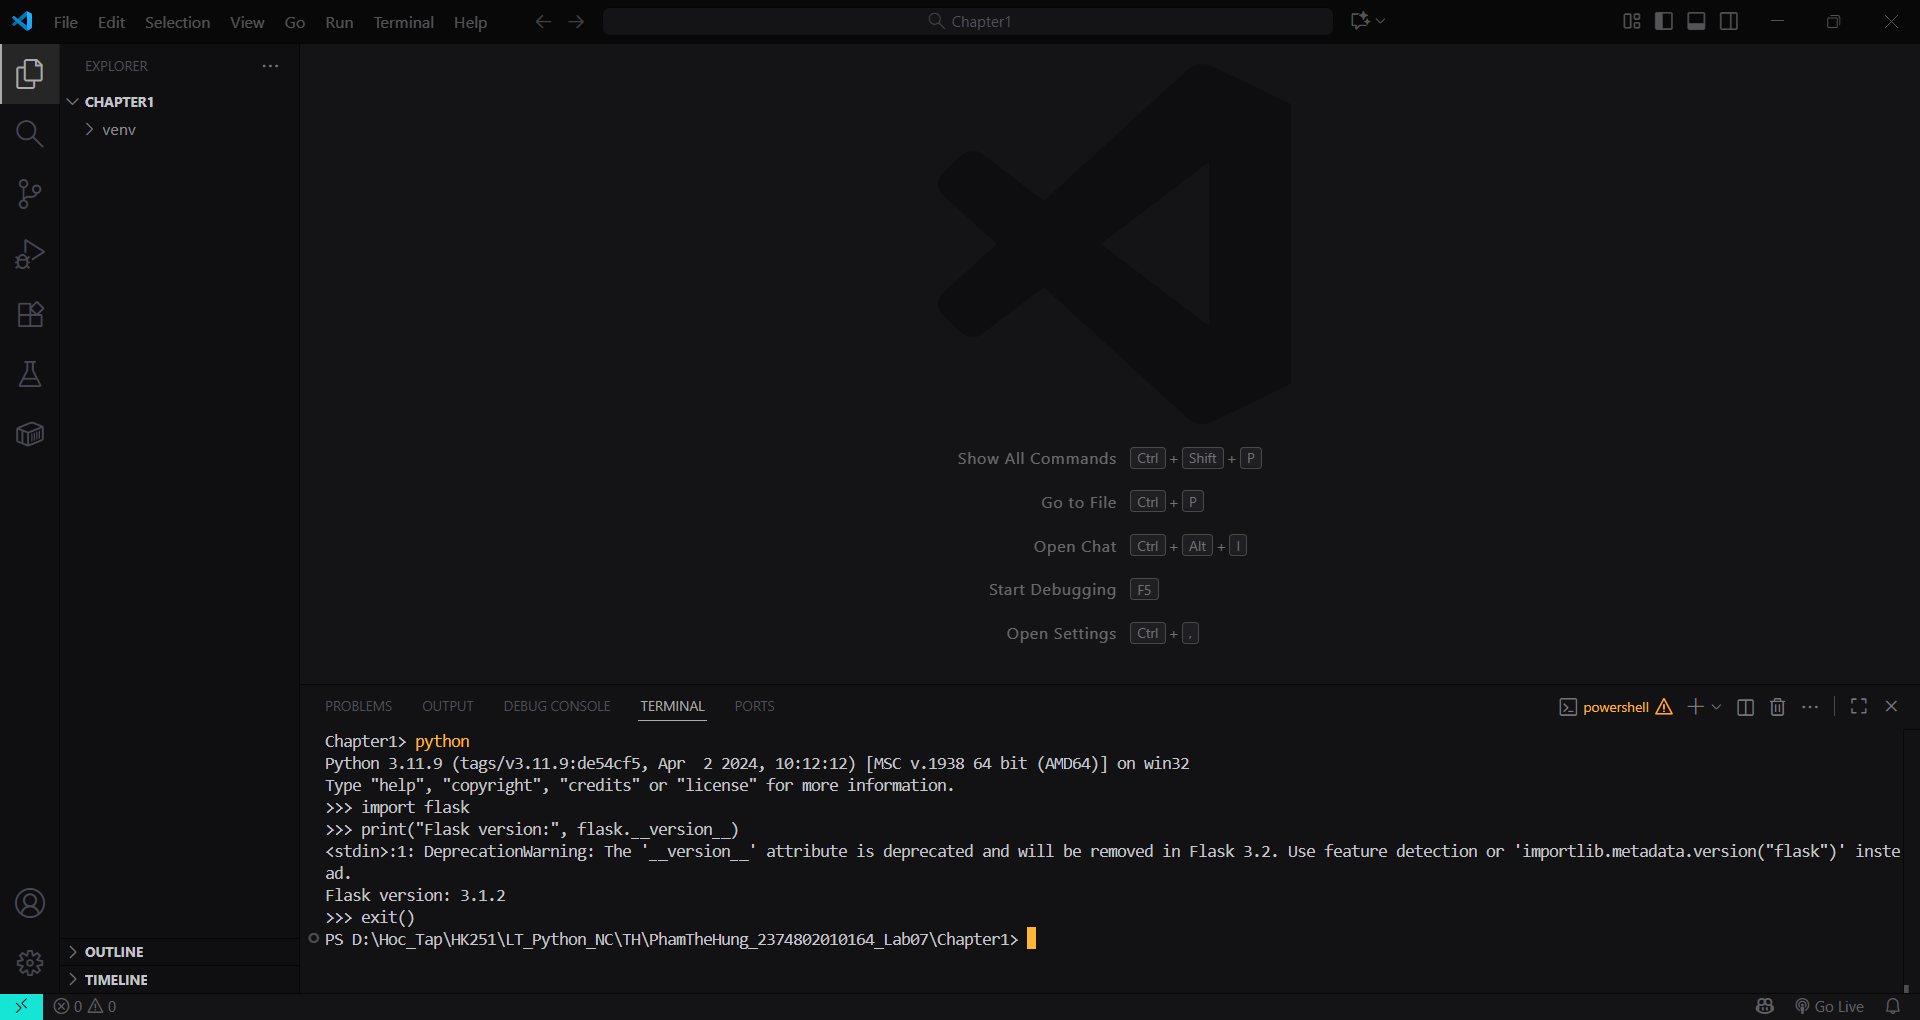 File Edit Selection View Go Run Terminal Help
Chapter1
EXPLORER
CHAPTER1
venv
Show All Commands Ctrl + Shift + P
Go to File Ctrl + P
Open Chat Ctrl + Alt + I
Start Debugging F5
Open Settings Ctrl + ,
PROBLEMS OUTPUT DEBUG CONSOLE TERMINAL PORTS
powershell
Chapter1> python
Python 3.11.9 (tags/v3.11.9:de54cf5, Apr  2 2024, 10:12:12) [MSC v.1938 64 bit (AMD64)] on win32
Type "help", "copyright", "credits" or "license" for more information.
>>> import flask
>>> print("Flask version:", flask.__version__)
<stdin>:1: DeprecationWarning: The '__version__' attribute is deprecated and will be removed in Flask 3.2. Use feature detection or 'importlib.metadata.version("flask")' inste
ad.
Flask version: 3.1.2
>>> exit()
PS D:\Hoc_Tap\HK251\LT_Python_NC\TH\PhamTheHung_2374802010164_Lab07\Chapter1>
OUTLINE
TIMELINE
0 0
Go Live